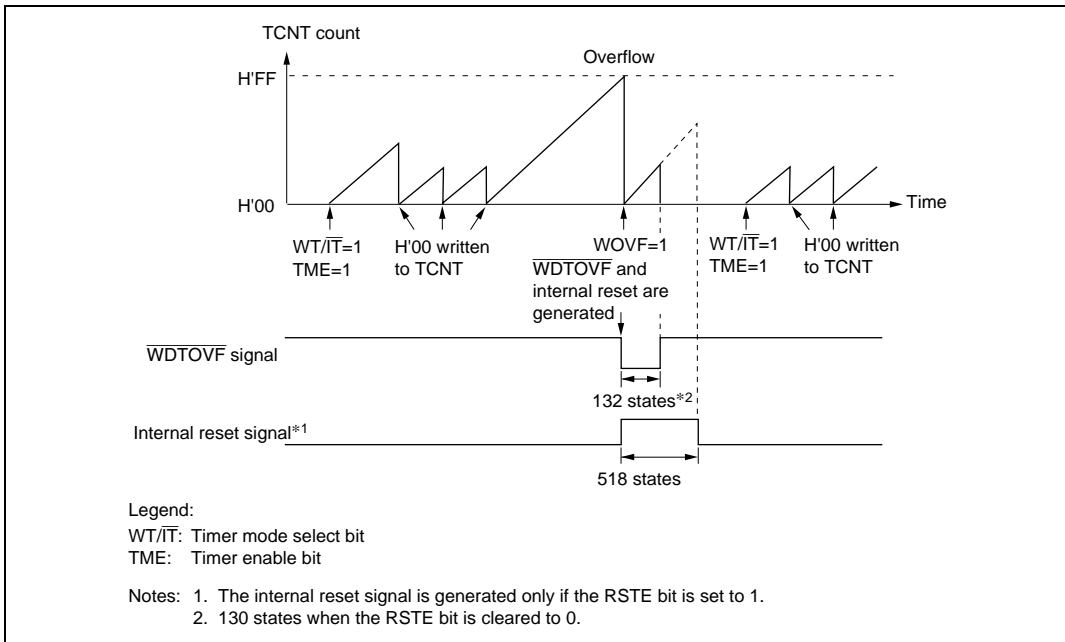 TCNT count
Overflow
H'FF
H'00
Time
WT/IT=1
TME=1
H'00 written
to TCNT
WOVF=1
WDTOVF and
internal reset are
generated
WT/IT=1
TME=1
H'00 written
to TCNT
WDTOVF signal
132 states*2
Internal reset signal*1
518 states
Legend:
WT/IT: Timer mode select bit
TME: Timer enable bit
Notes: 1. The internal reset signal is generated only if the RSTE bit is set to 1.
2. 130 states when the RSTE bit is cleared to 0.